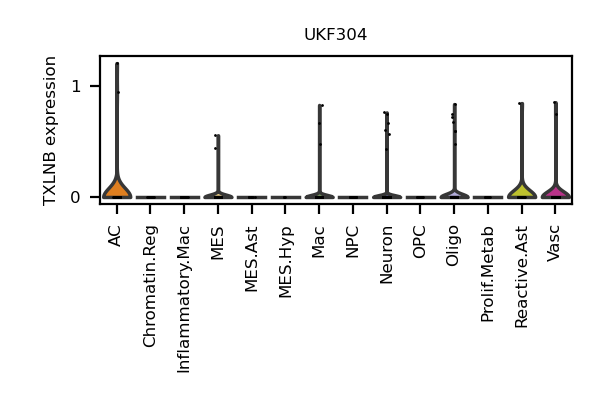 UKF304
TXLNB expression
1
0
AC
Chromatin.Reg
Inflammatory.Mac
MES
MES.Ast
MES.Hyp
Mac
NPC
Neuron
OPC
Oligo
Prolif.Metab
Reactive.Ast
Vasc